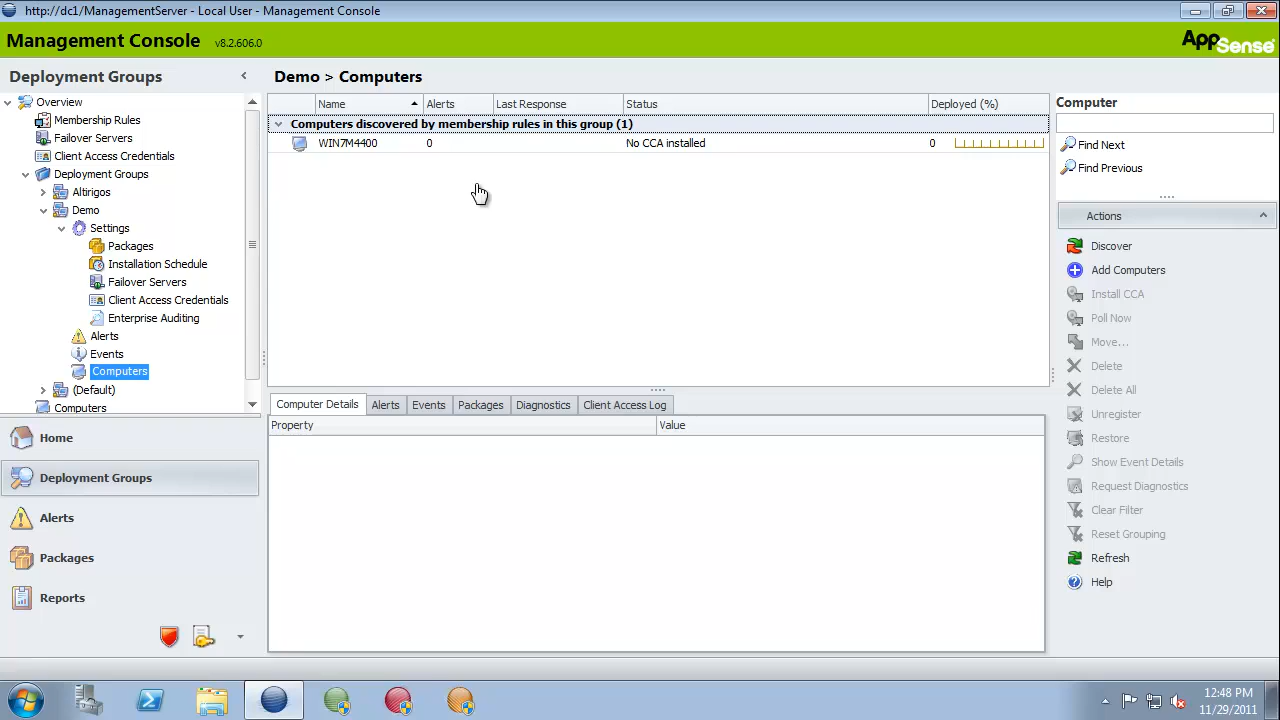 http://dc1/ManagementServer - Local User - Management Console
Management Console v8.2.606.0
AppSense
Deployment Groups
Overview
Membership Rules
Failover Servers
Client Access Credentials
Deployment Groups
Altirigos
Demo
Settings
Packages
Installation Schedule
Failover Servers
Client Access Credentials
Enterprise Auditing
Alerts
Events
Computers
(Default)
Computers
Home
Deployment Groups
Alerts
Packages
Reports
Demo > Computers
Name Alerts Last Response Status Deployed (%)
Computers discovered by membership rules in this group (1)
WIN7M4400 0 No CCA installed 0
Computer Details Alerts Events Packages Diagnostics Client Access Log
Property Value
Computer
Find Next
Find Previous
Actions
Discover
Add Computers
Install CCA
Poll Now
Move...
Delete
Delete All
Unregister
Restore
Show Event Details
Request Diagnostics
Clear Filter
Reset Grouping
Refresh
Help
12:48 PM
11/29/2011